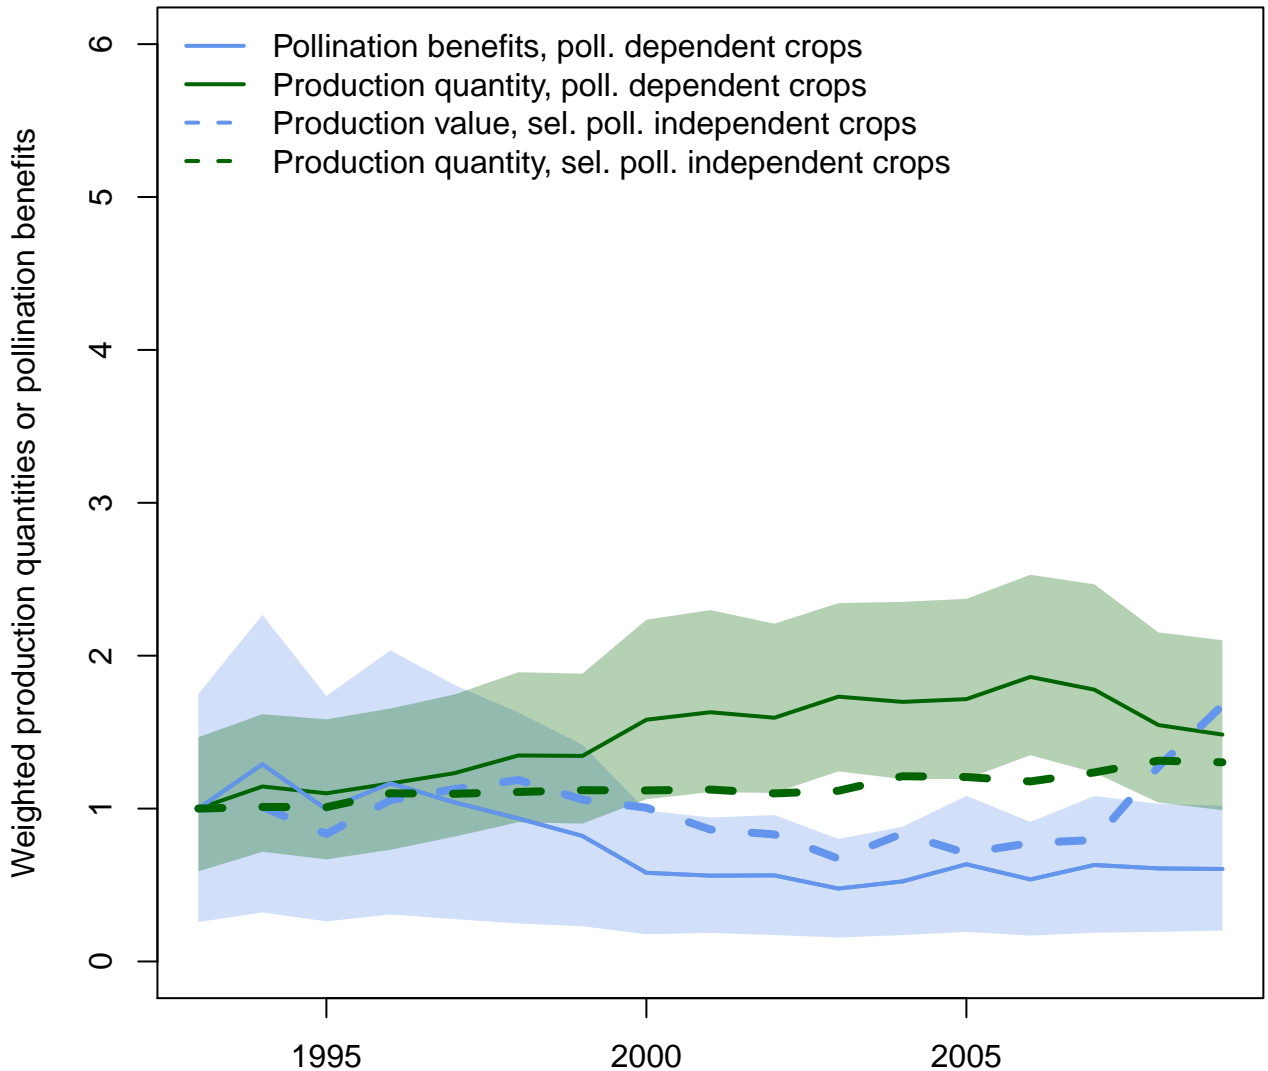 Pollination benefits, poll. dependent crops
Production quantity, poll. dependent crops
Production value, sel. poll. independent crops
Production quantity, sel. poll. independent crops
Weighted production quantities or pollination benefits
6
5
4
3
2
1
0
1995 2000 2005